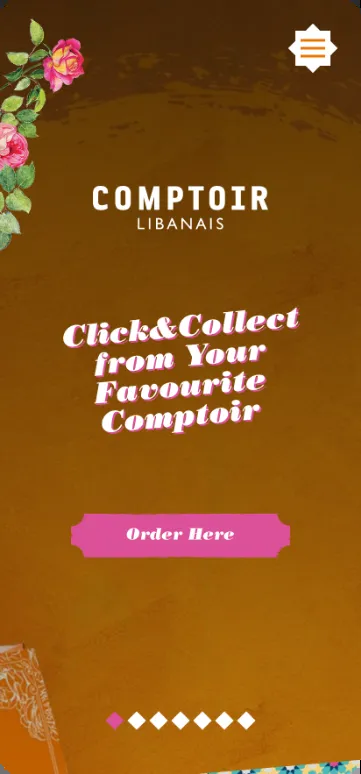 COMPTOIR
LIBANAIS
Click&Collect
from Your
Favourite
Comptoir
Order Here